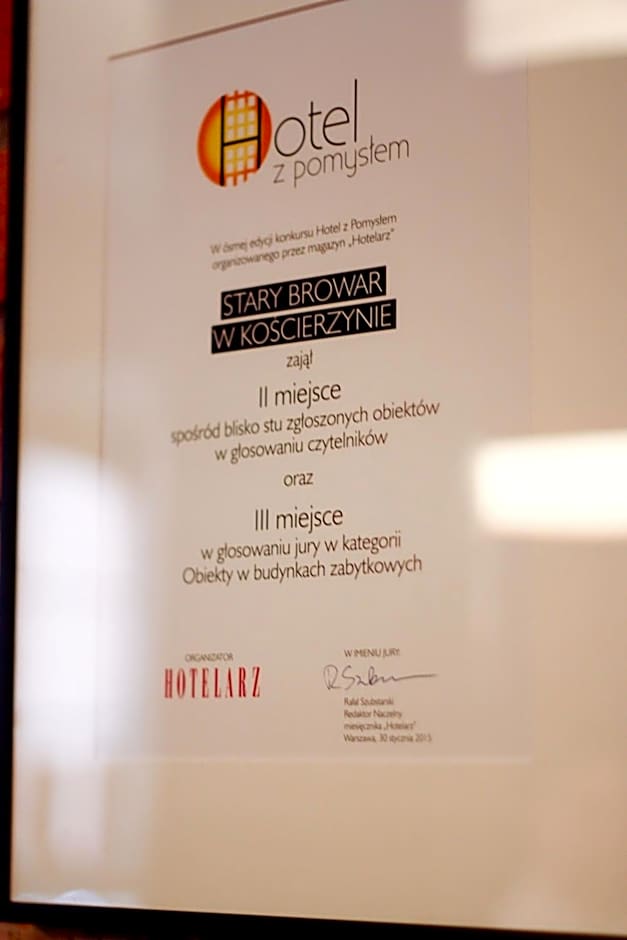 Hotel
z pomysłem
W ósmej edycji konkursu Hotel z Pomysłem
organizowanego przez magazyn „Hotelarz”
STARY BROWAR
W KOŚCIERZYNIE
zajął
II miejsce
spośród blisko stu zgłoszonych obiektów
w głosowaniu czytelników
oraz
III miejsce
w głosowaniu jury w kategorii
Obiekty w budynkach zabytkowych
ORGANIZATOR
HOTELARZ
W IMIENIU JURY:
Rafał Szubstarski
Redaktor Naczelny
miesięcznika „Hotelarz”
Warszawa, 30 stycznia 2015